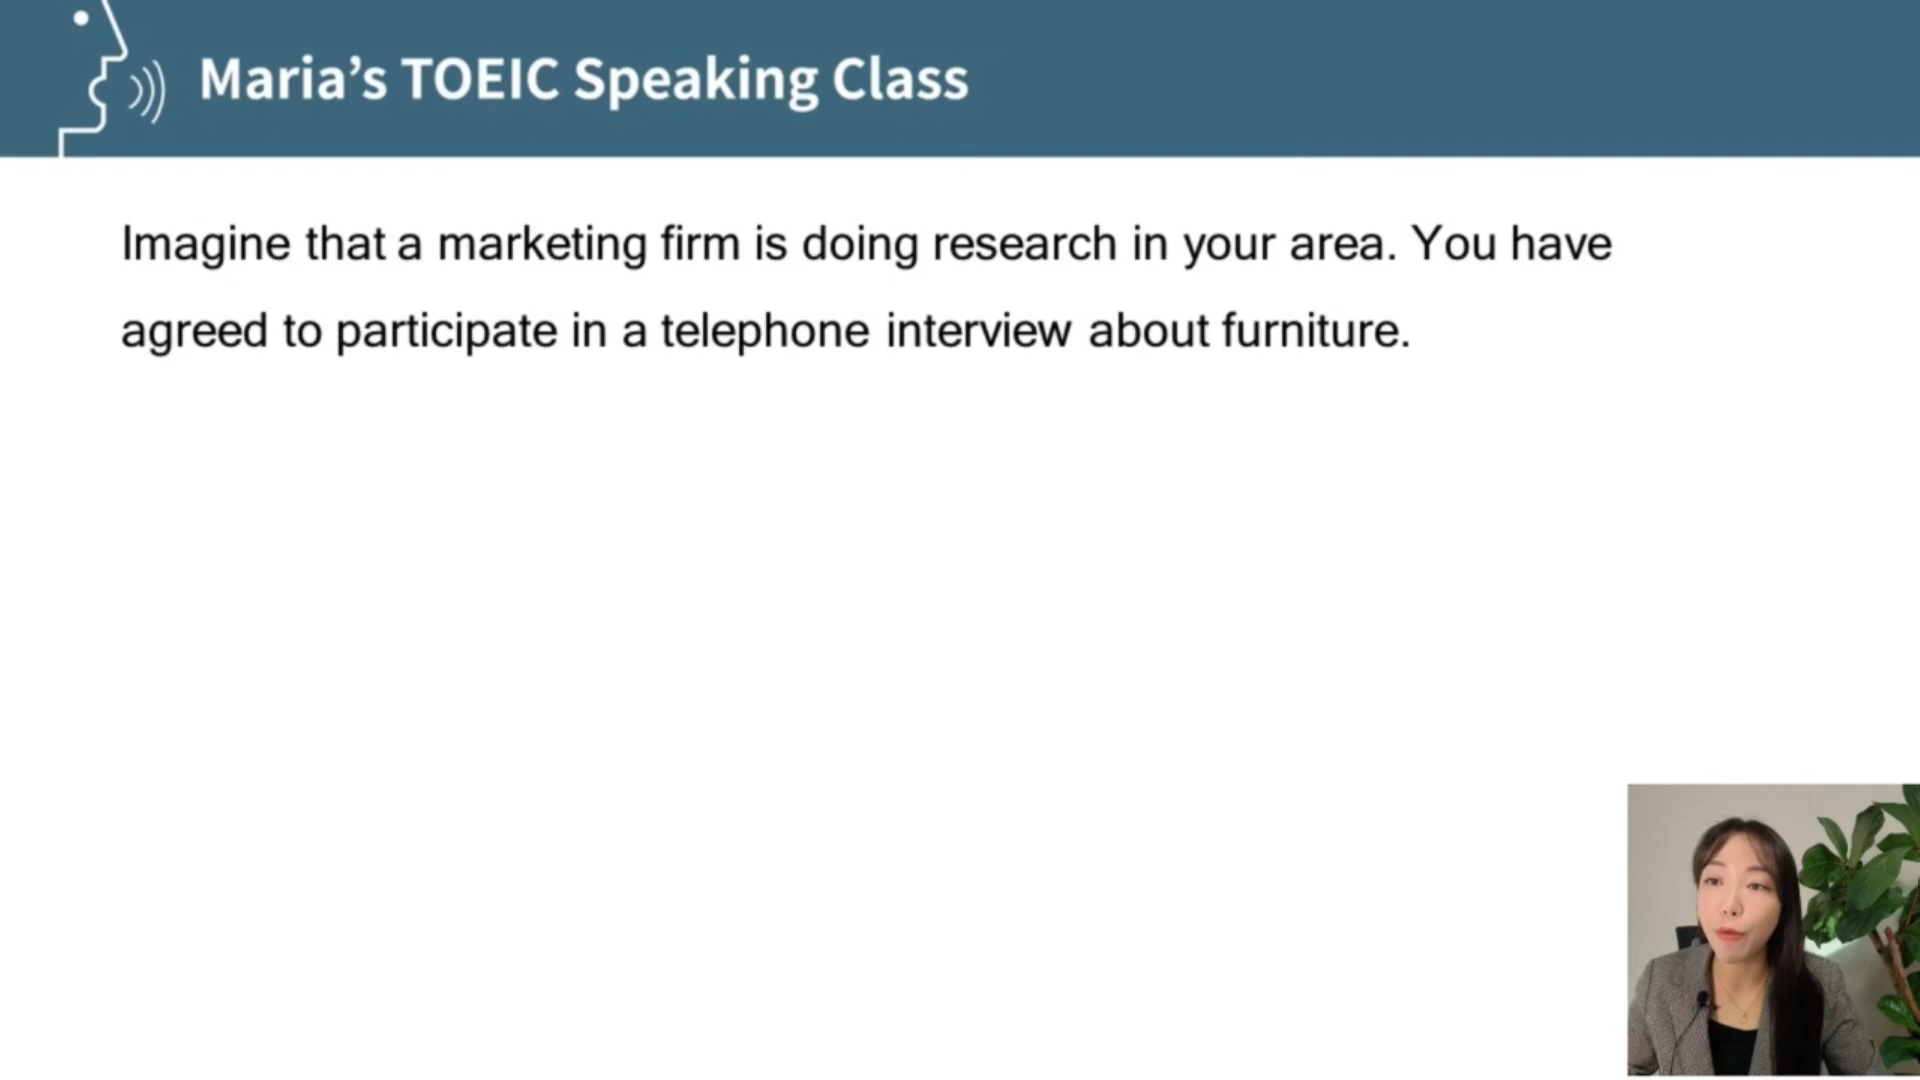 Maria’s TOEIC Speaking Class
Imagine that a marketing firm is doing research in your area. You have
agreed to participate in a telephone interview about furniture.